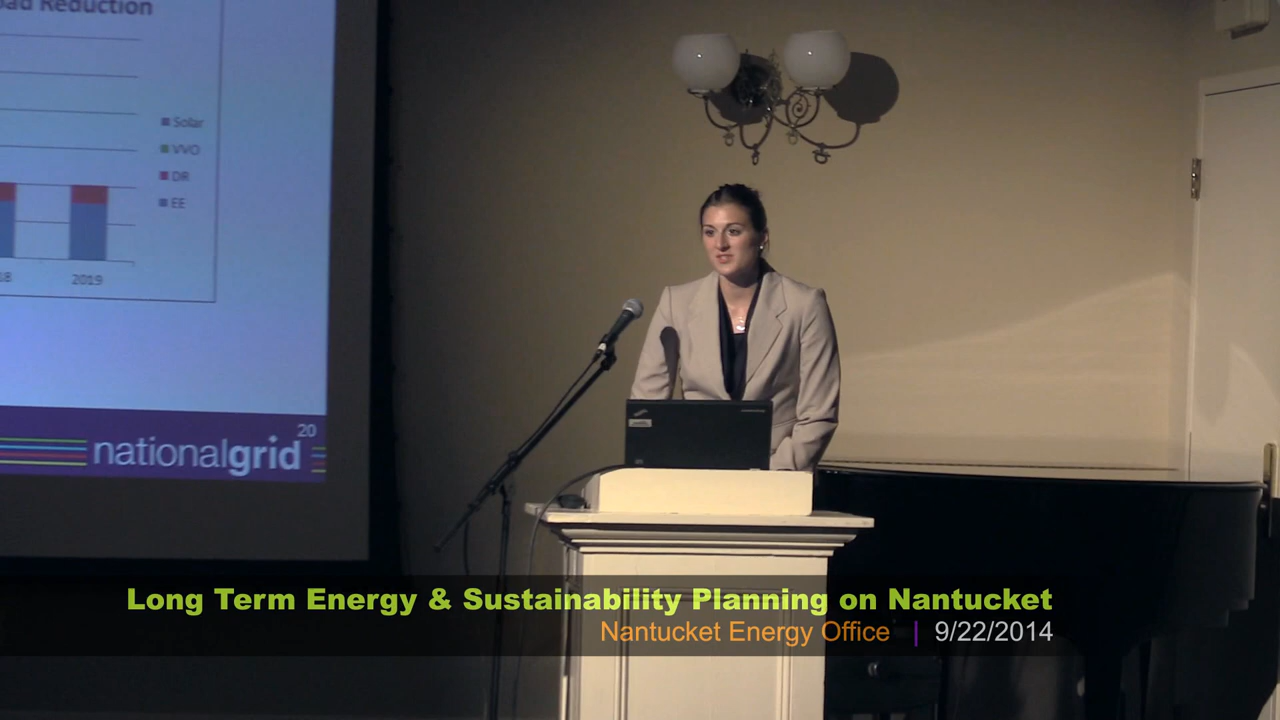 Reduction
Solar
VVO
DR
EE
2019
20
nationalgrid
Long Term Energy & Sustainability Planning on Nantucket
Nantucket Energy Office | 9/22/2014